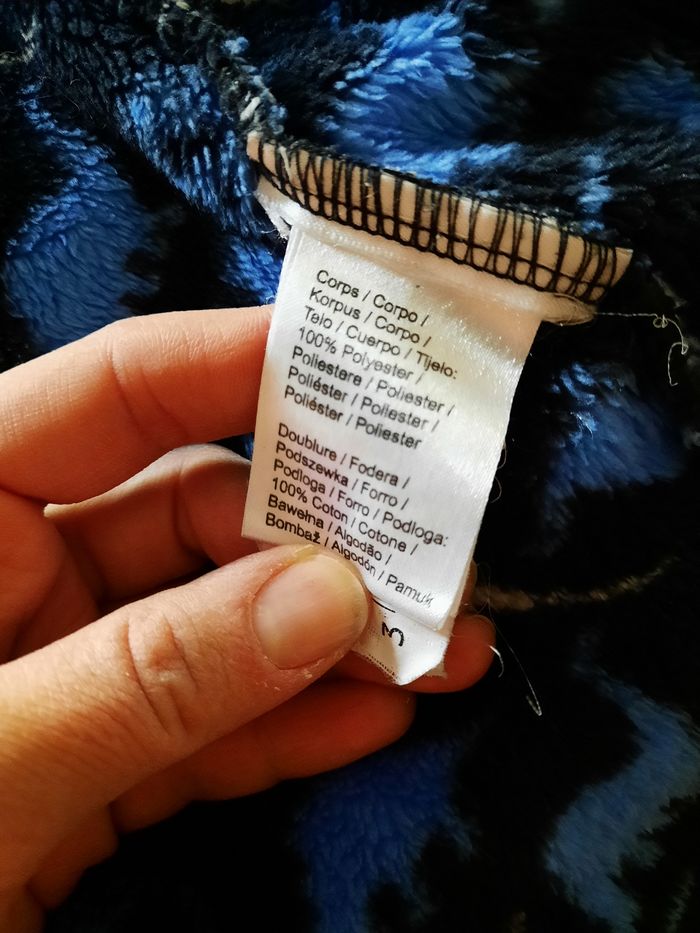 Corps / Corpo /
Korpus / Corpo /
Telo / Cuerpo / Tijelo:
100% Polyester /
Poliestere / Poliester /
Poliéster / Poliester /
Poliéster / Poliester
Doublure / Fodera /
Podszewka / Forro /
Podloga / Forro / Podloga:
100% Coton / Cotone /
Bawełna / Algodão /
Bombaž / Algodón / Pamuk